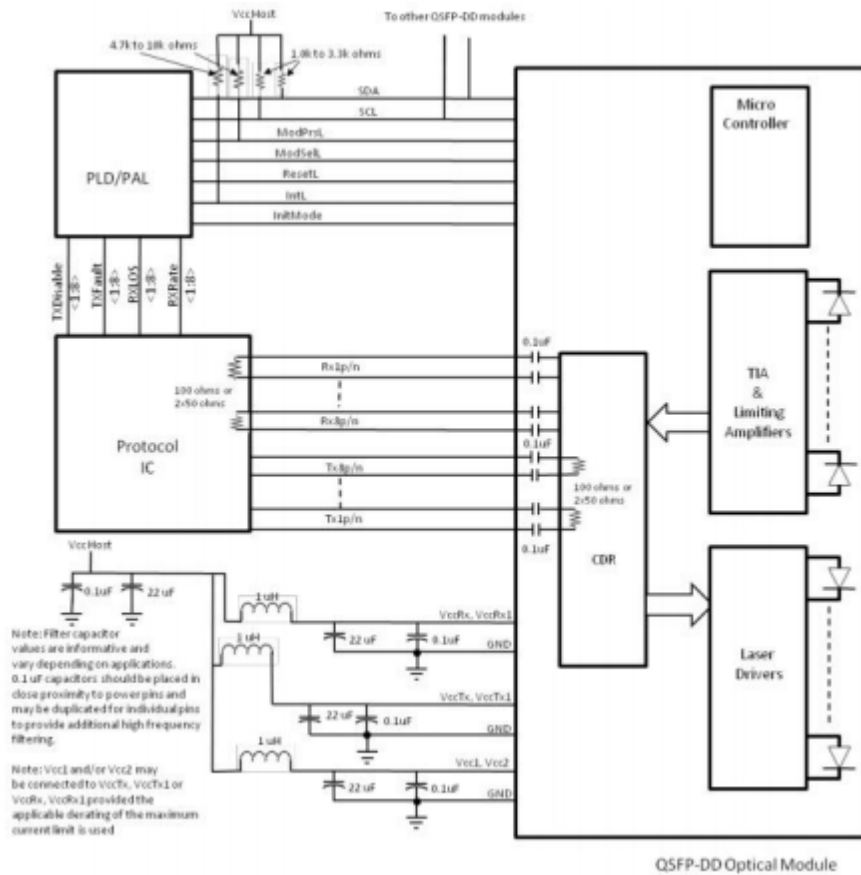 VccHost
To other QSFP-DD modules
4.7k to 10k ohms
1.0k to 3.3k ohms
SDA
SCL
ModPrsL
ModSelL
ResetL
IntL
InitMode
PLD/PAL
Micro
Controller
TXDisable
<1:8>
TXFault
<1:8>
RXLOS
<1:8>
RXRate
<1:8>
0.1uF
Rx1p/n
100 ohms or
2x50 ohms
Rx8p/n
0.1uF
Protocol
IC
Tx8p/n
100 ohms or
2x50 ohms
Tx1p/n
0.1uF
CDR
TIA
&
Limiting
Amplifiers
Laser
Drivers
VccHost
0.1uF
22 uF
1 uH
VccRx, VccRx1
22 uF
0.1uF
GND
1 uH
VccTx, VccTx1
22 uF
0.1uF
GND
1 uH
Vcc1, Vcc2
22 uF
0.1uF
GND
Note: Filter capacitor
values are informative and
vary depending on applications.
0.1 uF capacitors should be placed in
close proximity to power pins and
may be duplicated for individual pins
to provide additional high frequency
filtering.
Note: Vcc1 and/or Vcc2 may
be connected to VccTx, VccTx1 or
VccRx, VccRx1 provided the
applicable derating of the maximum
current limit is used
QSFP-DD Optical Module